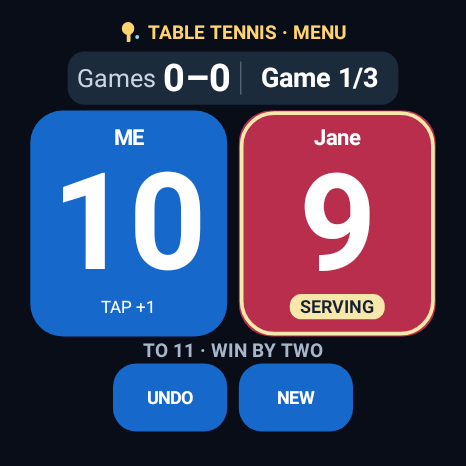 TABLE TENNIS · MENU
Games 0–0 Game 1/3
ME
10
TAP +1
Jane
9
SERVING
TO 11 · WIN BY TWO
UNDO NEW